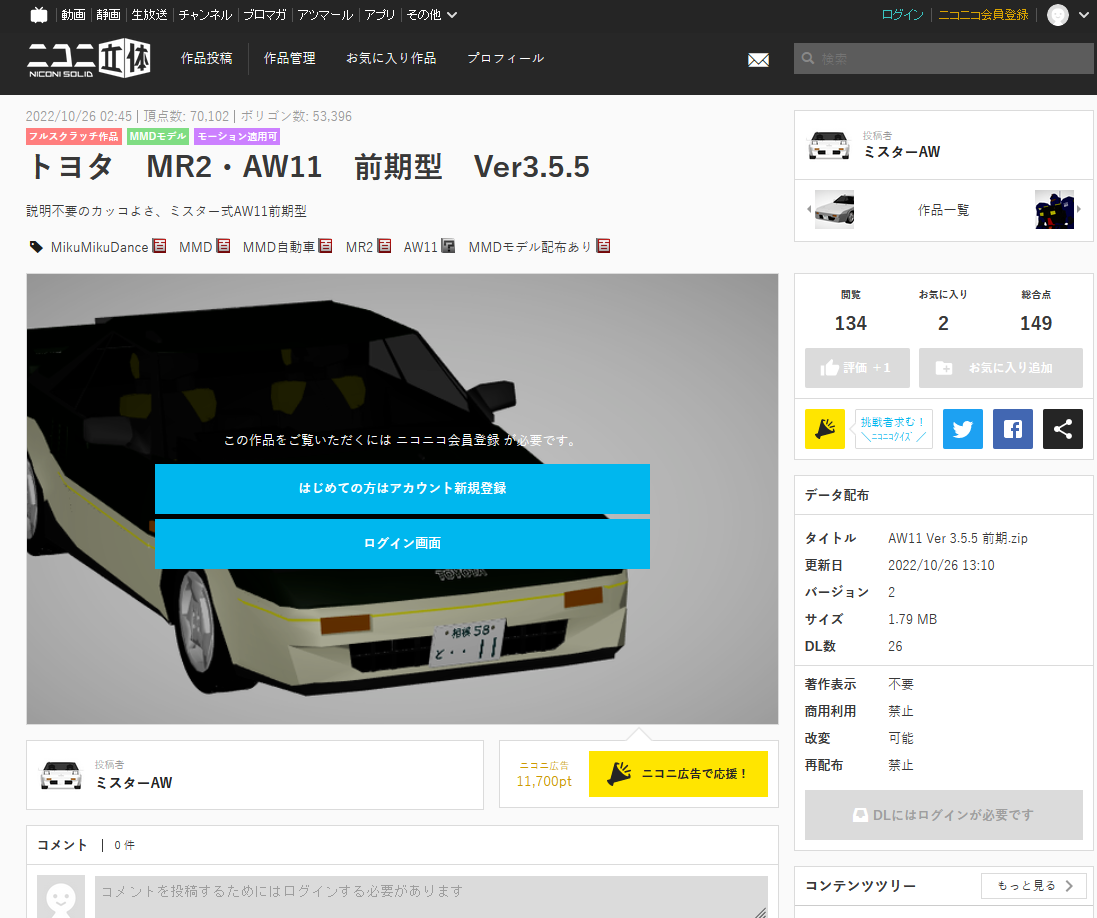 動画 静画 生放送 チャンネル ブロマガ アツマール アプリ その他 ログイン ニコニコ会員登録
ニコニ立体
NICONI SOLID
作品投稿 作品管理 お気に入り作品 プロフィール 検索
2022/10/26 02:45 | 頂点数: 70,102 | ポリゴン数: 53,396
フルスクラッチ作品 MMDモデル モーション適用可
トヨタ　MR2・AW11　前期型　Ver3.5.5
説明不要のカッコよさ、ミスター式AW11前期型
MikuMikuDance MMD MMD自動車 MR2 AW11 MMDモデル配布あり
この作品をご覧いただくには ニコニコ会員登録 が必要です。
はじめての方はアカウント新規登録
ログイン画面
TOYOTA
相模 58
と・・ 11
投稿者
ミスターAW
ニコニ広告
11,700pt
ニコニ広告で応援！
コメント | 0 件
コメントを投稿するためにはログインする必要があります
投稿者
ミスターAW
作品一覧
閲覧 お気に入り 総合点
134 2 149
評価 +1 お気に入り追加
挑戦者求む！
＼ニコニコクイズ／
データ配布
タイトル AW11 Ver 3.5.5 前期.zip
更新日 2022/10/26 13:10
バージョン 2
サイズ 1.79 MB
DL数 26
著作表示 不要
商用利用 禁止
改変 可能
再配布 禁止
DLにはログインが必要です
コンテンツツリー もっと見る